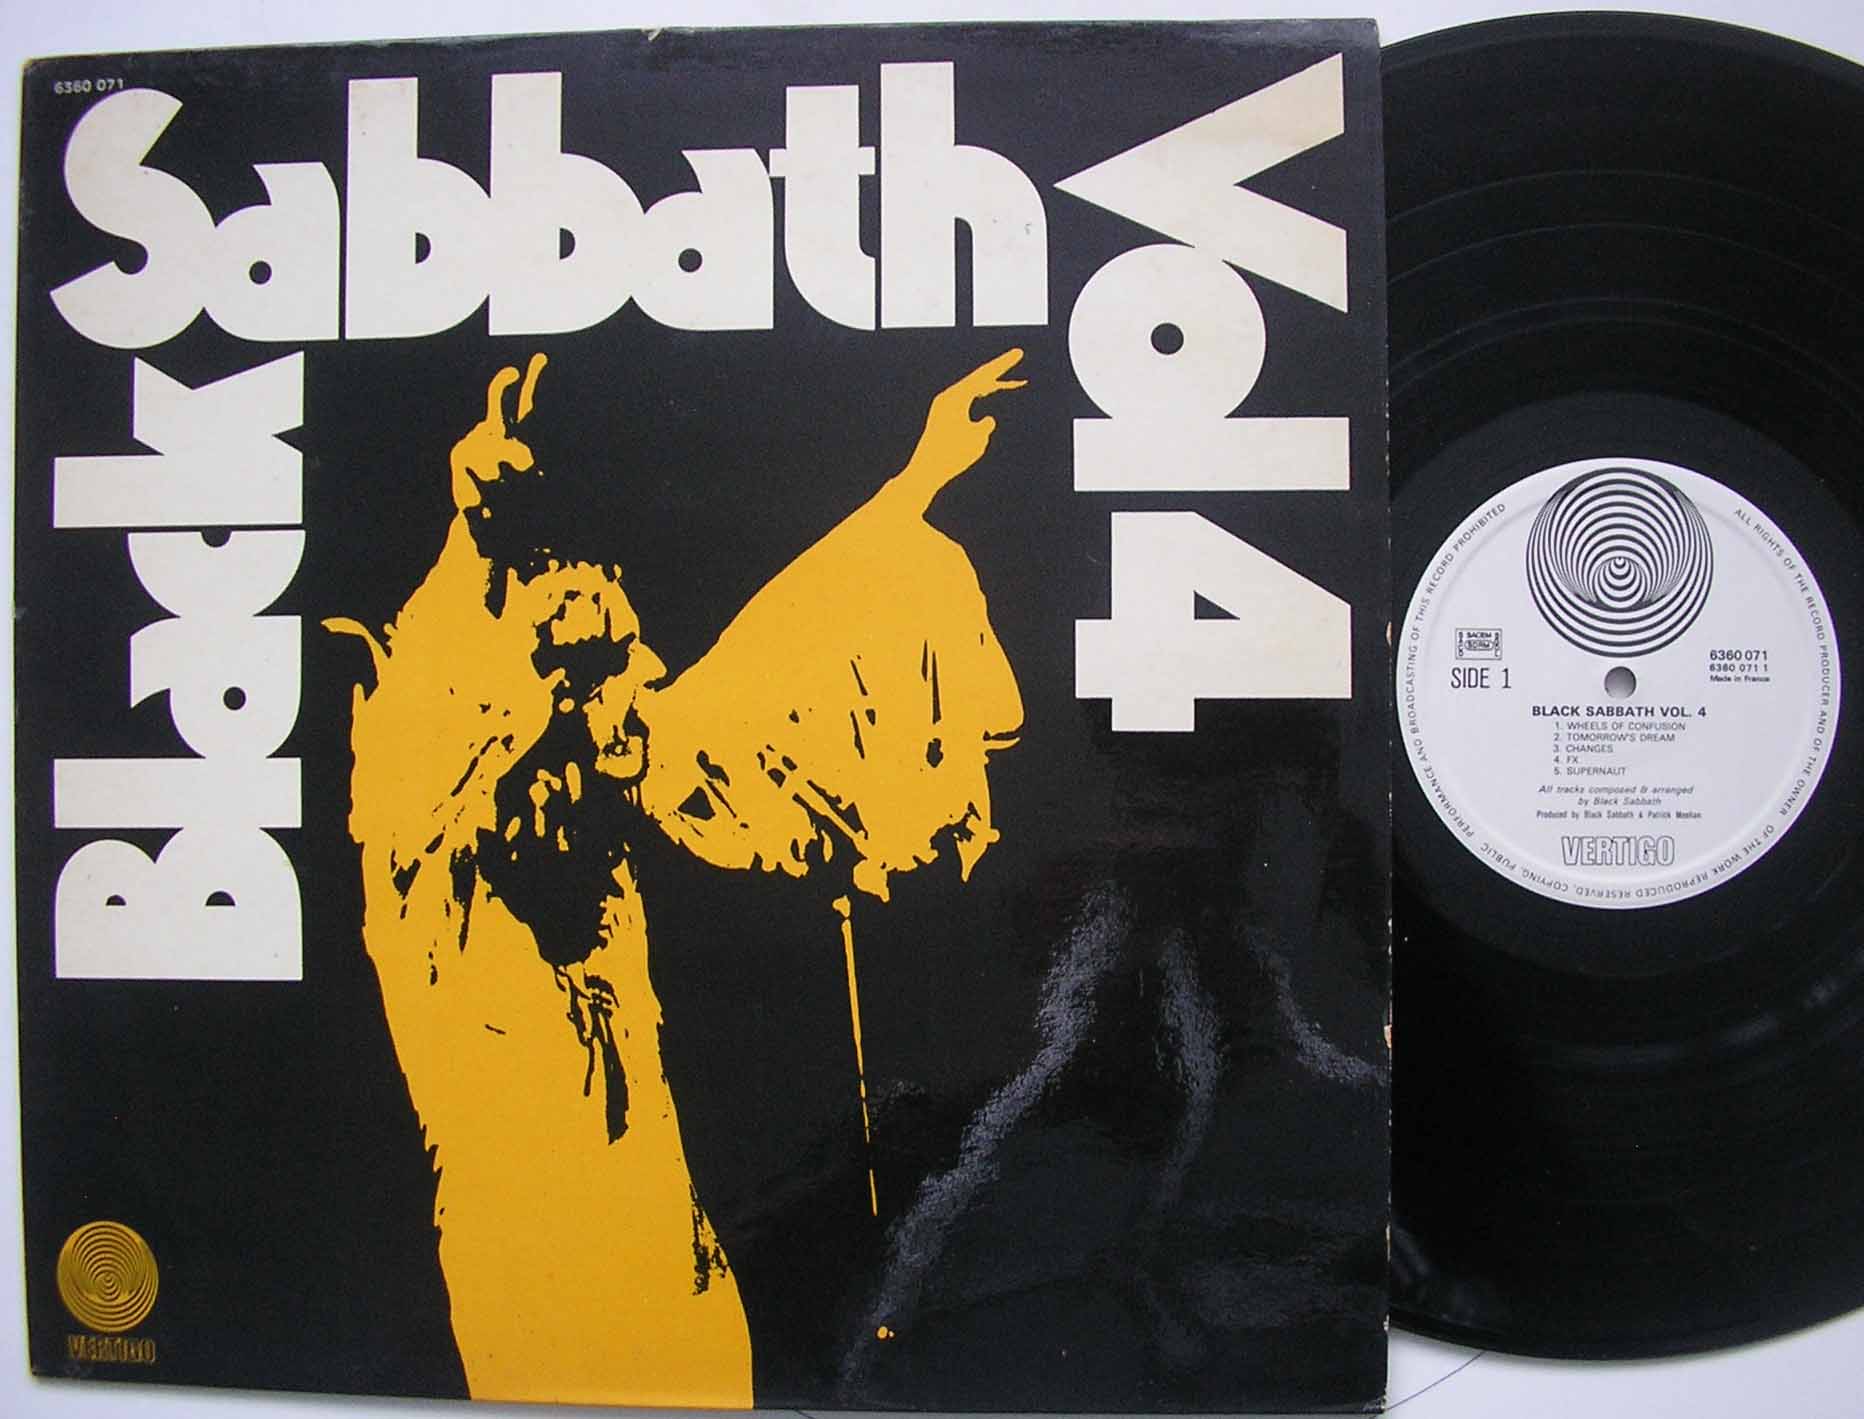 6360 071
Black
Sabbath
Vol 4
VERTIGO
ALL RIGHTS OF THE RECORD PRODUCER AND OF THE OWNER OF THE WORK REPRODUCED RESERVED. COPYING, PUBLIC PERFORMANCE AND BROADCASTING OF THIS RECORD PROHIBITED
SACEM
SDRM
SIDE 1
6360 071
6360 071 1
Made in France
BLACK SABBATH VOL. 4
1. WHEELS OF CONFUSION
2. TOMORROW'S DREAM
3. CHANGES
4. FX
5. SUPERNAUT
All tracks composed & arranged
by Black Sabbath
Produced by Black Sabbath & Patrick Meehan
VERTIGO